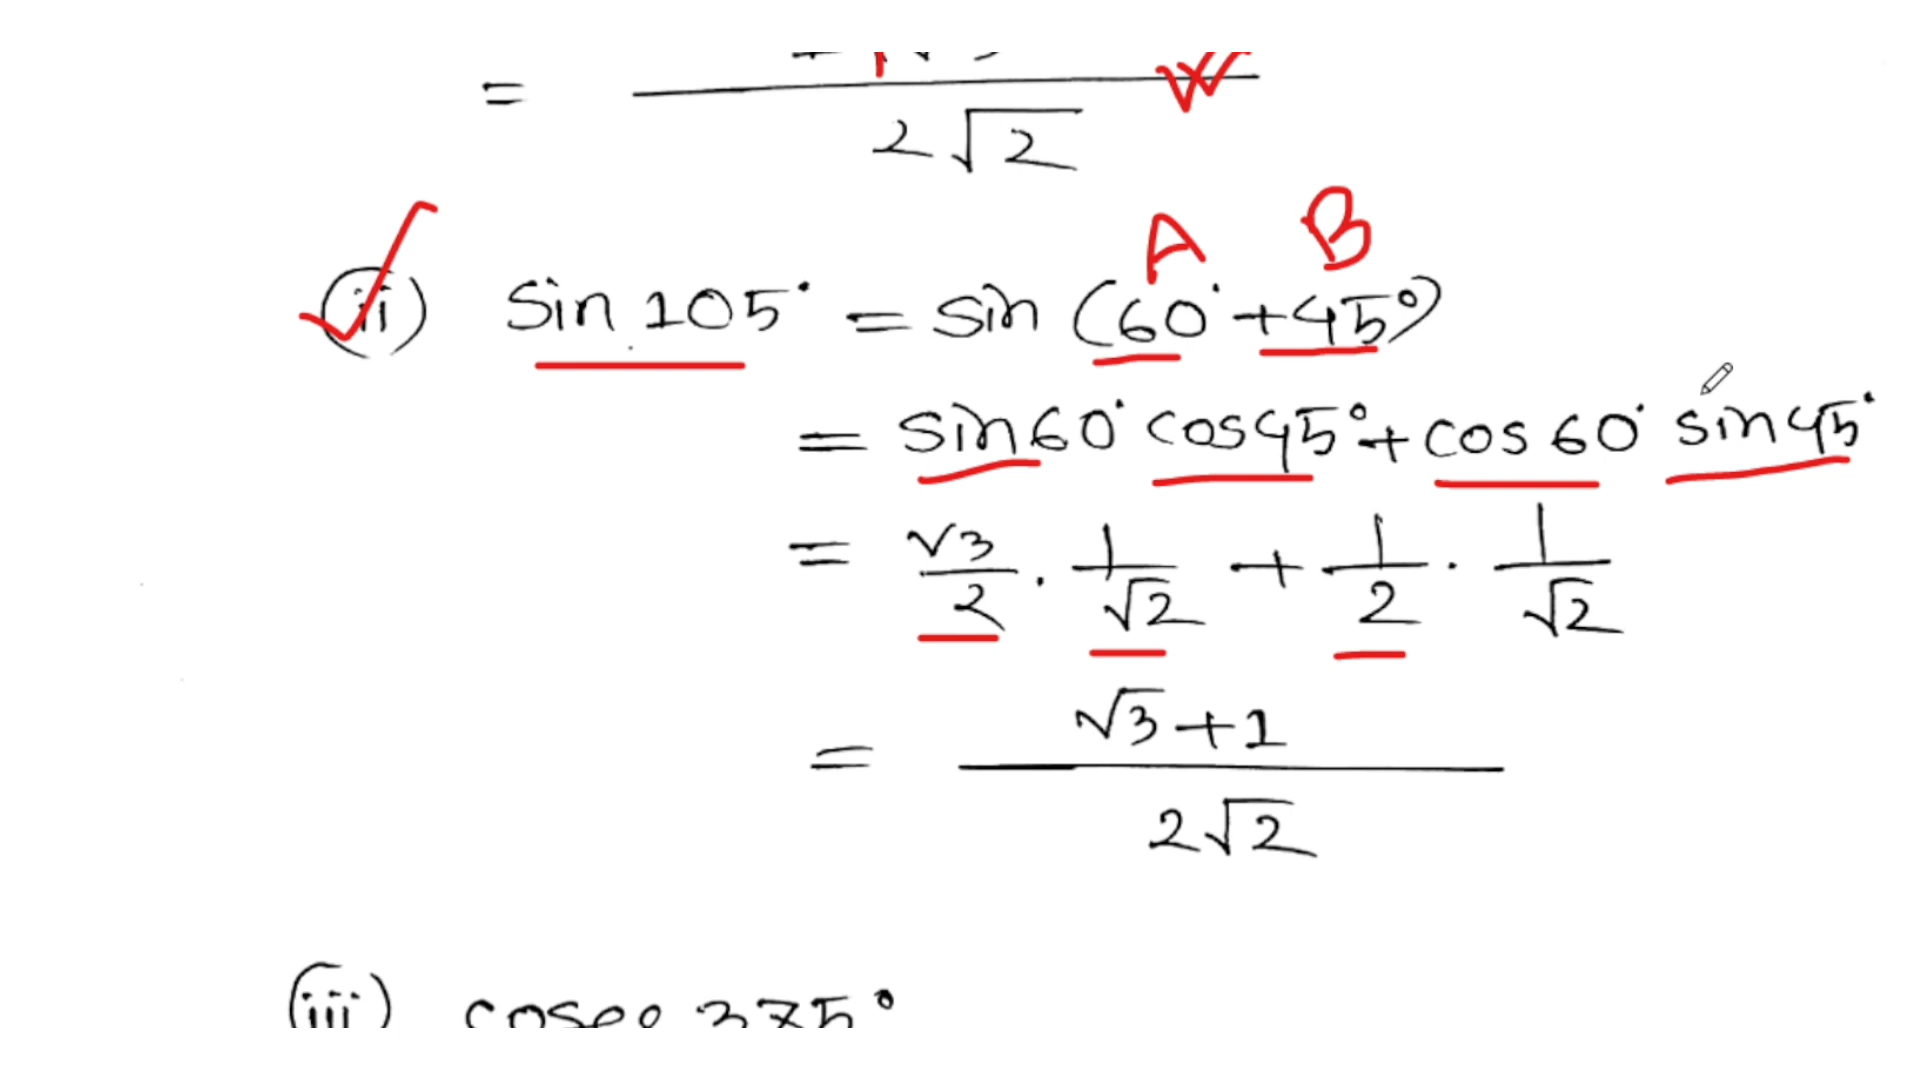 =
2√2
A B
(ii) sin 105° = sin (60° + 45°)
= sin60° cos45° + cos 60° sin45°
= √3/2 · 1/√2 + 1/2 · 1/√2
= √3 + 1
2√2
(iii) cosec 375°